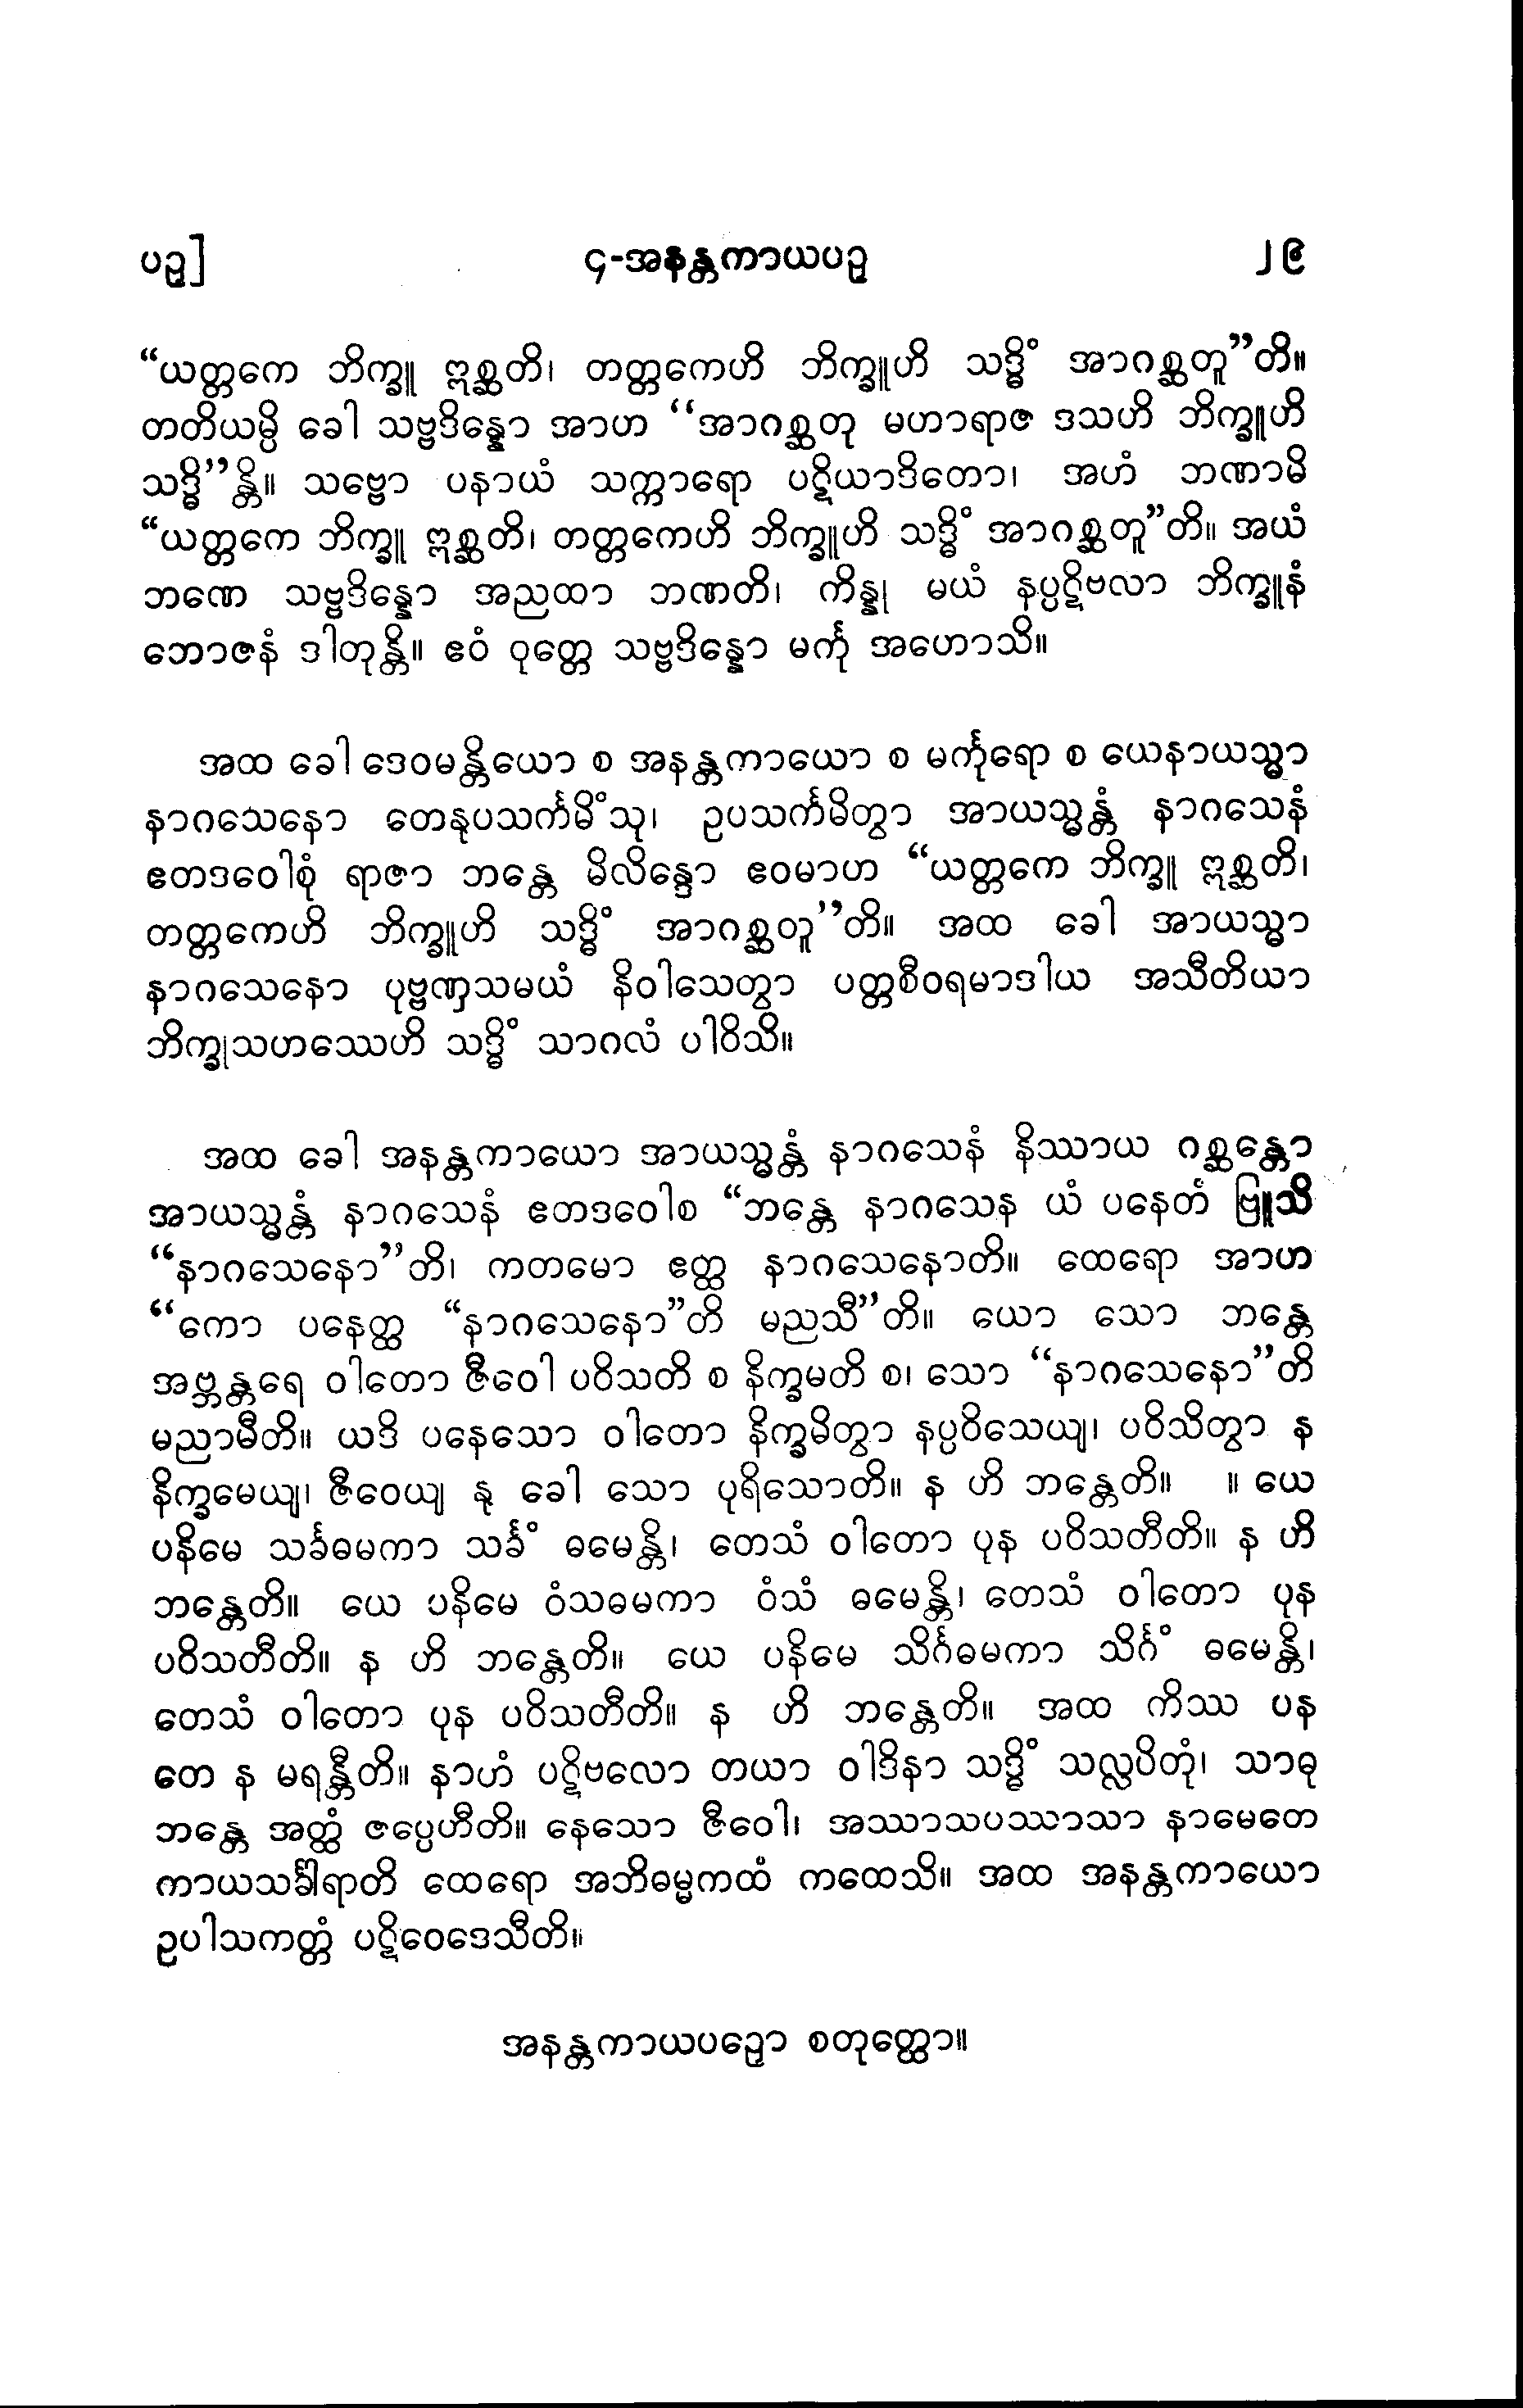 ပဥှ]
၄-အနန္တကာယပဥှ
၂၉
“ယတ္တကေ ဘိက္ခူ ဣစ္ဆတိ၊ တတ္တကေဟိ ဘိက္ခူဟိ သဒ္ဓိံ အာဂစ္ဆတူ”တိ။
တတိယမ္ပိ ခေါ သဗ္ဗဒိန္နော အာဟ “အာဂစ္ဆတု မဟာရာဇ ဒသဟိ ဘိက္ခူဟိ
သဒ္ဓိ”န္တိ။ သဗ္ဗော ပနာယံ သက္ကာရော ပဋိယာဒိတော၊ အဟံ ဘဏာမိ
“ယတ္တကေ ဘိက္ခူ ဣစ္ဆတိ၊ တတ္တကေဟိ ဘိက္ခူဟိ သဒ္ဓိံ အာဂစ္ဆတူ”တိ။ အယံ
ဘဏေ သဗ္ဗဒိန္နော အညထာ ဘဏတိ၊ ကိန္နု မယံ နပ္ပဋိဗလာ ဘိက္ခူနံ
ဘောဇနံ ဒါတုန္တိ။ ဧဝံ ဝုတ္တေ သဗ္ဗဒိန္နော မင်္ကု အဟောသိ။
အထ ခေါ ဒေဝမန္တိယော စ အနန္တကာယော စ မင်္ကုရော စ ယေနာယသ္မာ
နာဂသေနော တေနုပသင်္ကမိံသု၊ ဥပသင်္ကမိတွာ အာယသ္မန္တံ နာဂသေနံ
ဧတဒဝေါစုံ ရာဇာ ဘန္တေ မိလိန္ဒော ဧဝမာဟ “ယတ္တကေ ဘိက္ခူ ဣစ္ဆတိ၊
တတ္တကေဟိ ဘိက္ခူဟိ သဒ္ဓိံ အာဂစ္ဆတူ”တိ။ အထ ခေါ အာယသ္မာ
နာဂသေနော ပုဗ္ဗဏှသမယံ နိဝါသေတွာ ပတ္တစီဝရမာဒါယ အသီတိယာ
ဘိက္ခုသဟဿေဟိ သဒ္ဓိံ သာဂလံ ပါဝိသိ။
အထ ခေါ အနန္တကာယော အာယသ္မန္တံ နာဂသေနံ နိဿာယ ဂစ္ဆန္တော
အာယသ္မန္တံ နာဂသေနံ ဧတဒဝေါစ “ဘန္တေ နာဂသေန ယံ ပနေတံ ဗြူသိ
“နာဂသေနော”တိ၊ ကတမော ဧတ္ထ နာဂသေနောတိ။ ထေရော အာဟ
“ကော ပနေတ္ထ “နာဂသေနော”တိ မညသီ”တိ။ ယော သော ဘန္တေ
အဗ္ဘန္တရေ ဝါတော ဇီဝေါ ပဝိသတိ စ နိက္ခမတိ စ၊ သော “နာဂသေနော”တိ
မညာမီတိ။ ယဒိ ပနေသော ဝါတော နိက္ခမိတွာ နပ္ပဝိသေယျ၊ ပဝိသိတွာ န
နိက္ခမေယျ၊ ဇီဝေယျ နု ခေါ သော ပုရိသောတိ။ န ဟိ ဘန္တေတိ။ ။ ယေ
ပနိမေ သင်္ခဓမကာ သင်္ခံ ဓမေန္တိ၊ တေသံ ဝါတော ပုန ပဝိသတီတိ။ န ဟိ
ဘန္တေတိ။ ယေ ပနိမေ ဝံသဓမကာ ဝံသံ ဓမေန္တိ၊ တေသံ ဝါတော ပုန
ပဝိသတီတိ။ န ဟိ ဘန္တေတိ။ ယေ ပနိမေ သိင်္ဂဓမကာ သိင်္ဂံ ဓမေန္တိ၊
တေသံ ဝါတော ပုန ပဝိသတီတိ။ န ဟိ ဘန္တေတိ။ အထ ကိဿ ပန
တေ န မရန္တီတိ။ နာဟံ ပဋိဗလော တယာ ဝါဒိနာ သဒ္ဓိံ သလ္လပိတုံ၊ သာဓု
ဘန္တေ အတ္ထံ ဇပ္ပေဟီတိ။ နေသော ဇီဝေါ၊ အဿာသပဿာသာ နာမေတေ
ကာယသင်္ခါရာတိ ထေရော အဘိဓမ္မကထံ ကထေသိ။ အထ အနန္တကာယော
ဥပါသကတ္တံ ပဋိဝေဒေသီတိ။
အနန္တကာယပဉှော စတုတ္ထော။